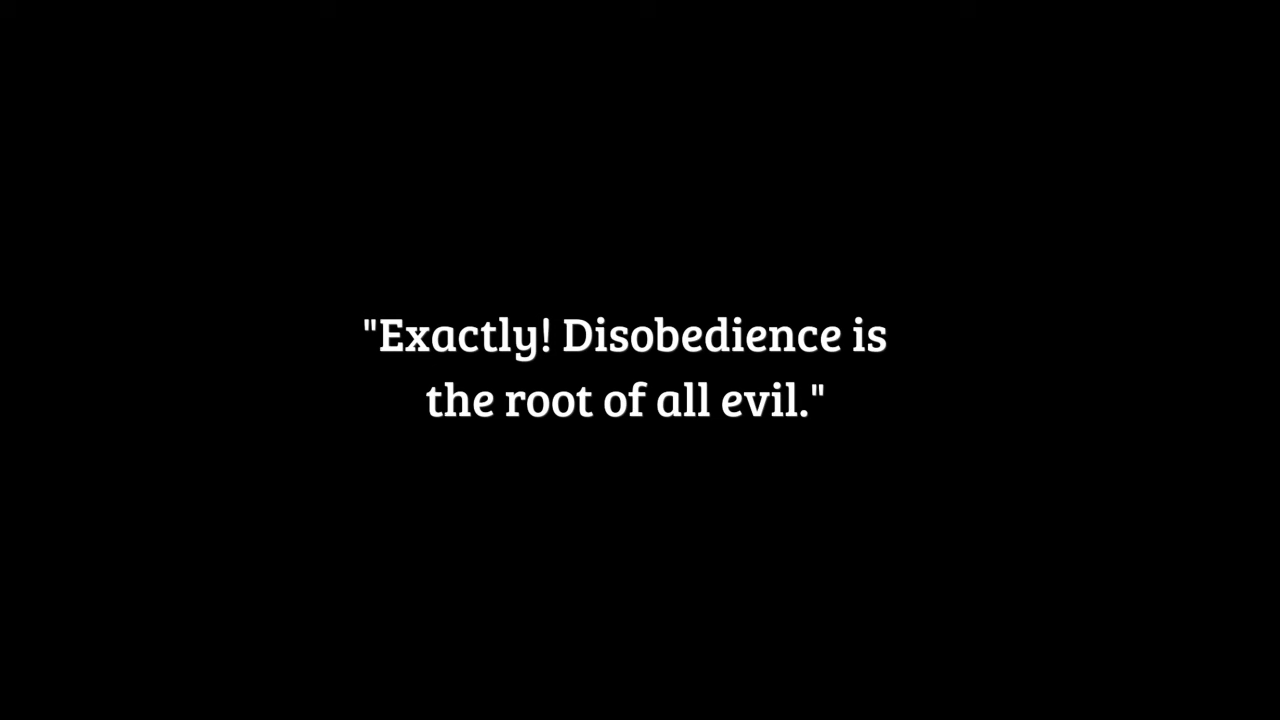 "Exactly! Disobedience is
the root of all evil."